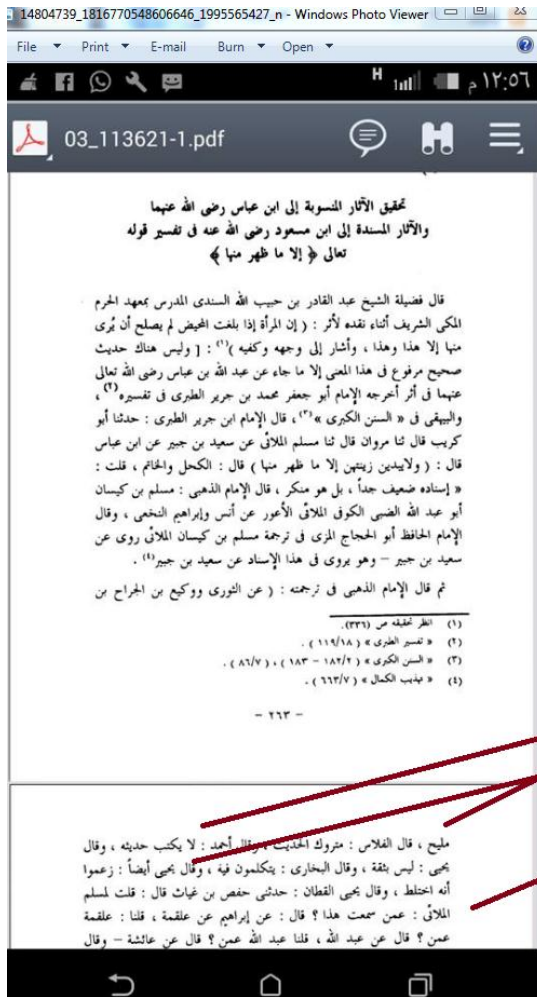 14804739_1816770548606646_1995565427_n - Windows Photo Viewer
File Print E-mail Burn Open
H ١٢:٥٦ م
03_113621-1.pdf
تحقيق الآثار المنسوبة إلى ابن عباس رضى الله عنهما
والآثار المسندة إلى ابن مسعود رضى الله عنه فى تفسير قوله
تعالى ﴿ إلا ما ظهر منها ﴾
قال فضيلة الشيخ عبد القادر بن حبيب الله السندى المدرس بمعهد الحرم
المكى الشريف أثناء نقده لأثر : ( إن المرأة إذا بلغت المحيض لم يصلح أن يُرى
منها إلا هذا وهذا ، وأشار إلى وجهه وكفيه )(١) : [ وليس هناك حديث
صحيح مرفوع فى هذا المعنى إلا ما جاء عن عبد الله بن عباس رضى الله تعالى
عنهما فى أثر أخرجه الإمام أبو جعفر محمد بن جرير الطبرى فى تفسيره(٢) ،
والبيهقى فى « السنن الكبرى »(٣) ، قال الإمام ابن جرير الطبرى : حدثنا أبو
كريب قال ثنا مروان قال ثنا مسلم الملائى عن سعيد بن جبير عن ابن عباس
قال : ( ولايبدين زينتهن إلا ما ظهر منها ) قال : الكحل والخاتم ، قلت :
« إسناده ضعيف جداً ، بل هو منكر ، قال الإمام الذهبى : مسلم بن كيسان
أبو عبد الله الضبى الكوفى الملائى الأعور عن أنس وإبراهيم النخعى ، وقال
الإمام الحافظ أبو الحجاج المزى فى ترجمة مسلم بن كيسان الملائى روى عن
سعيد بن جبير – وهو يروى فى هذا الإسناد عن سعيد بن جبير(٤) .
ثم قال الإمام الذهبى فى ترجمته : ( عن الثورى ووكيع بن الجراح بن
(١) انظر تحقيقه ص (٣٣٦).
(٢) « تفسير الطبرى » ( ١١٩/١٨ ) .
(٣) « السنن الكبرى » ( ١٨٢/٢ – ١٨٣ ) ، ( ٨٦/٧ ) .
(٤) « تهذيب الكمال » ( ٦٦٣/٧ ) .
– ٢٦٣ –
مليح ، قال الفلاس : متروك الحديث ، وقال أحمد : لا يكتب حديثه ، وقال
يحيى : ليس بثقة ، وقال البخارى : يتكلمون فيه ، وقال يحيى أيضاً : زعموا
أنه اختلط ، وقال يحيى القطان : حدثنى حفص بن غياث قال : قلت لمسلم
الملائى : عمن سمعت هذا ؟ قال : عن إبراهيم عن علقمة ، قلنا : علقمة
عمن ؟ قال عن عبد الله ، قلنا عبد الله عمن ؟ قال عن عائشة – وقال